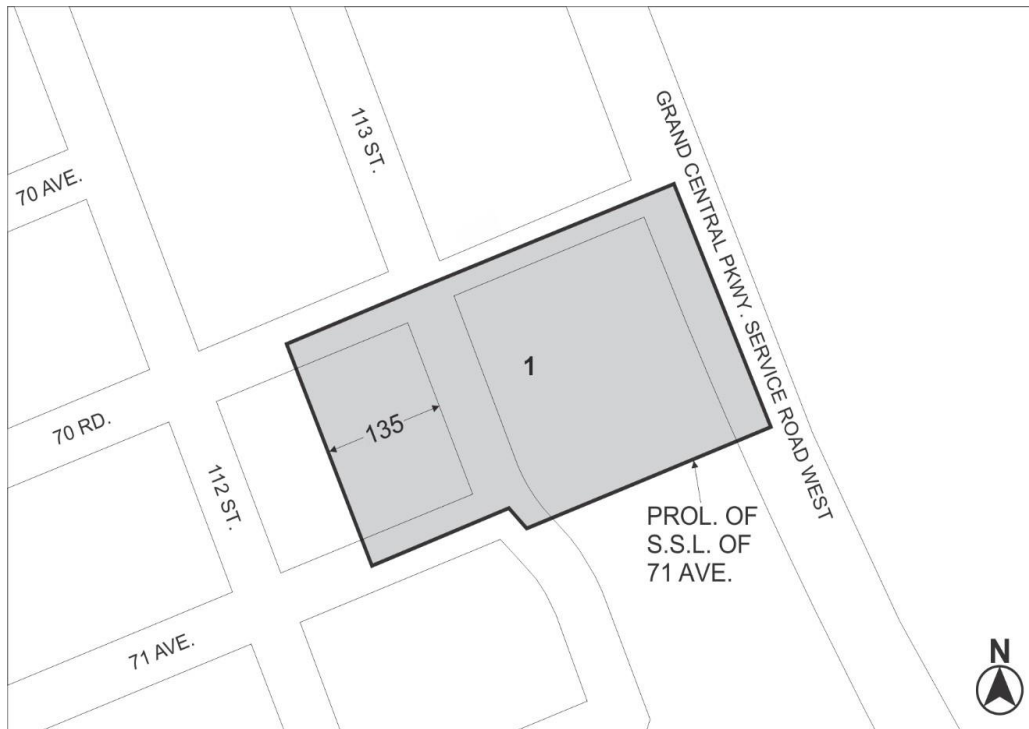 113 ST.
GRAND CENTRAL PKWY. SERVICE ROAD WEST
70 AVE.
1
135
70 RD.
112 ST.
PROL. OF
S.S.L. OF
71 AVE.
71 AVE.
N